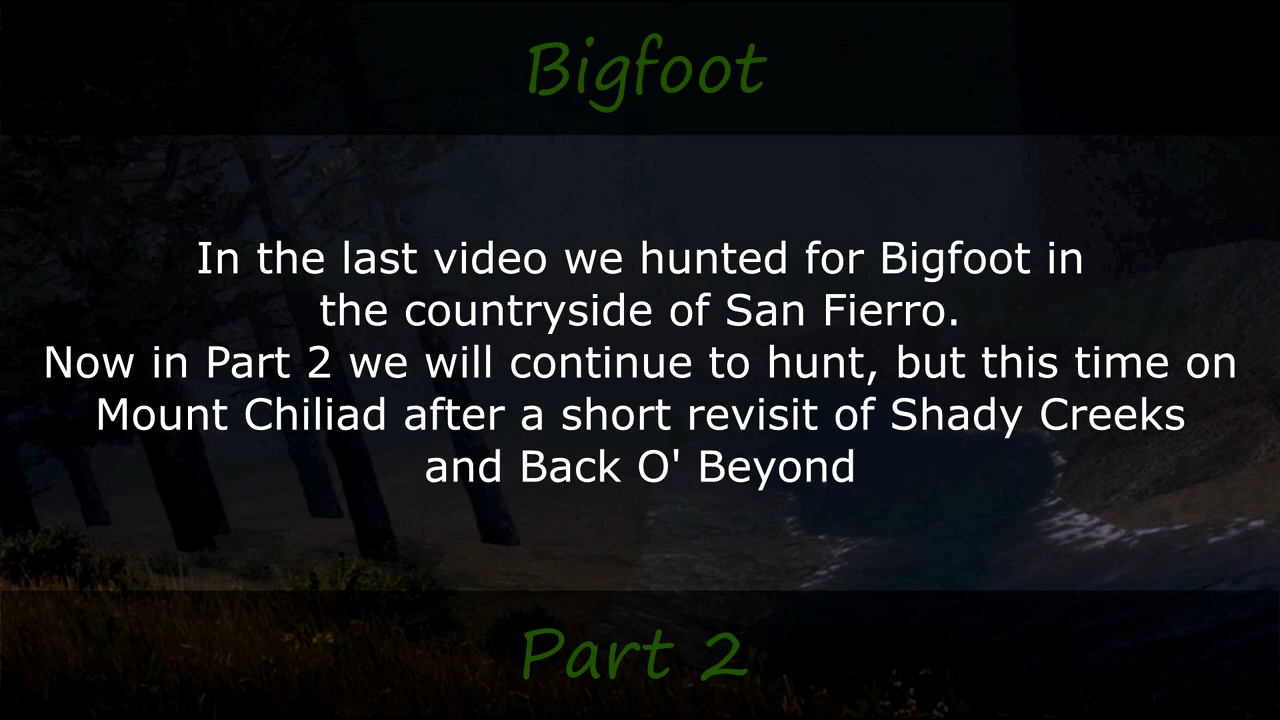 Bigfoot
In the last video we hunted for Bigfoot in
the countryside of San Fierro.
Now in Part 2 we will continue to hunt, but this time on
Mount Chiliad after a short revisit of Shady Creeks
and Back O' Beyond
Part 2